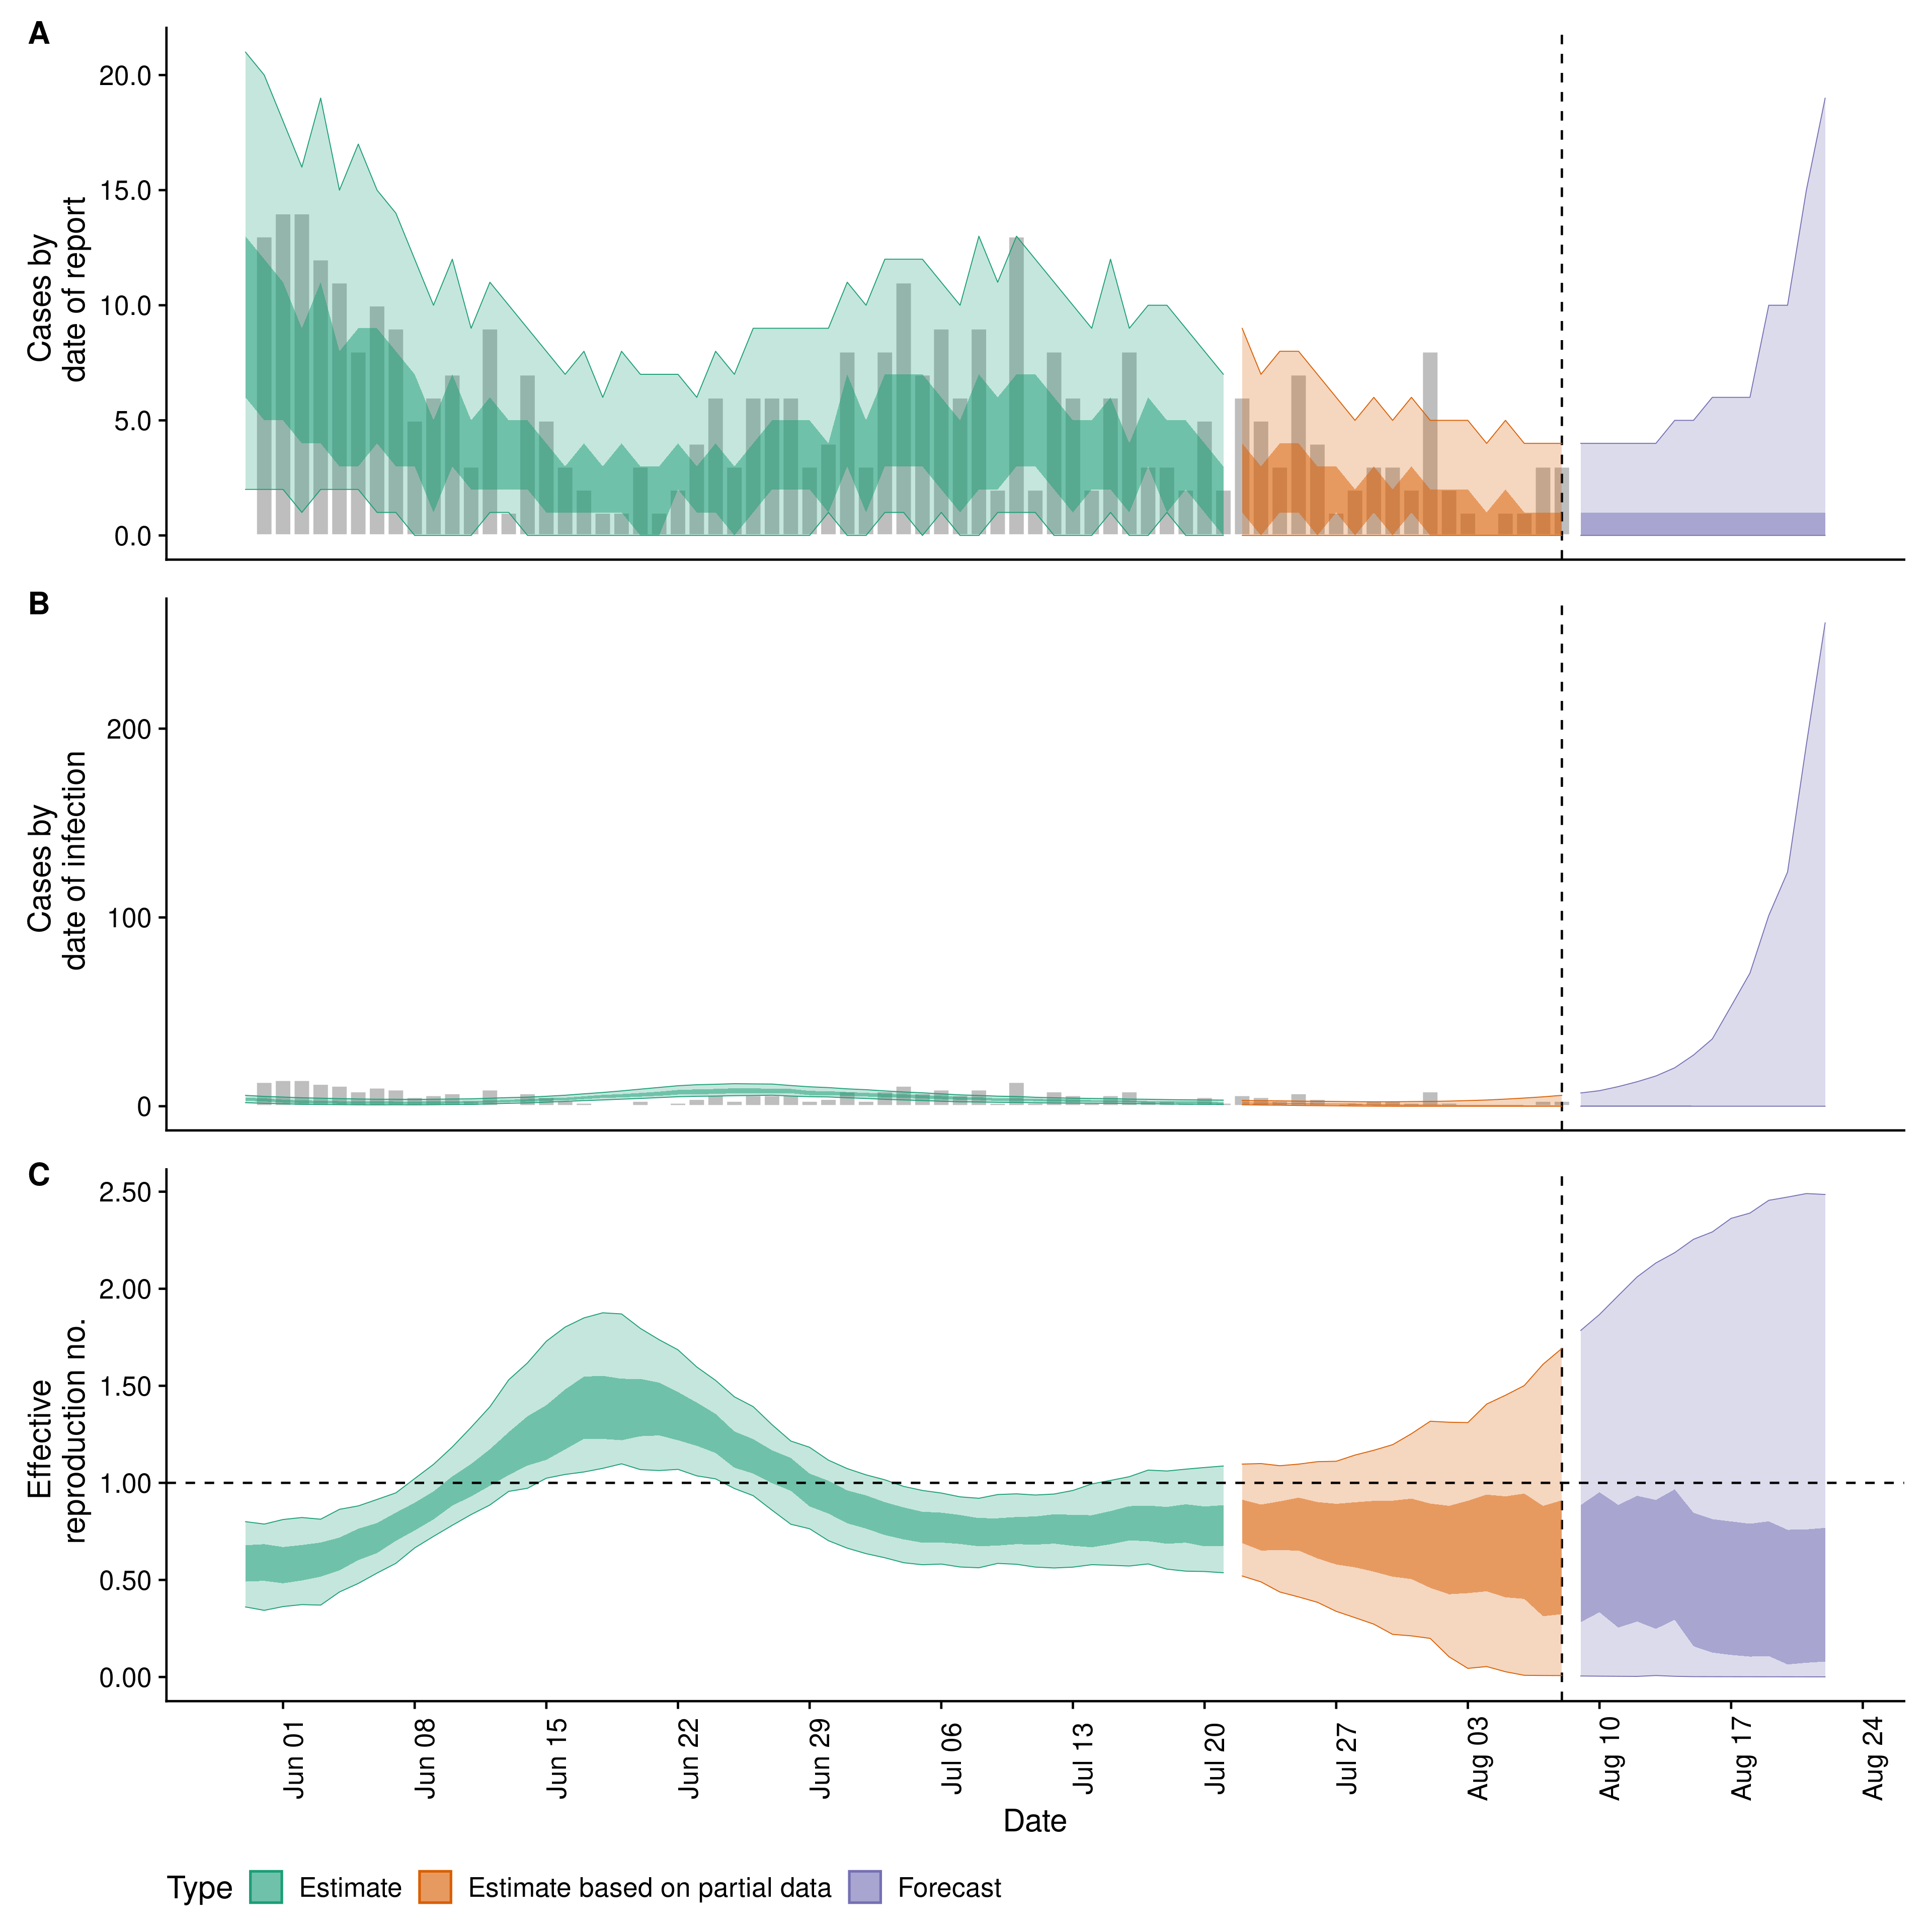 A
20.0
15.0
10.0
5.0
0.0
Cases by
date of report
B
200
100
0
Cases by
date of infection
C
2.50
2.00
1.50
1.00
0.50
0.00
Effective
reproduction no.
Jun 01
Jun 08
Jun 15
Jun 22
Jun 29
Jul 06
Jul 13
Jul 20
Jul 27
Aug 03
Aug 10
Aug 17
Aug 24
Date
Type Estimate Estimate based on partial data Forecast